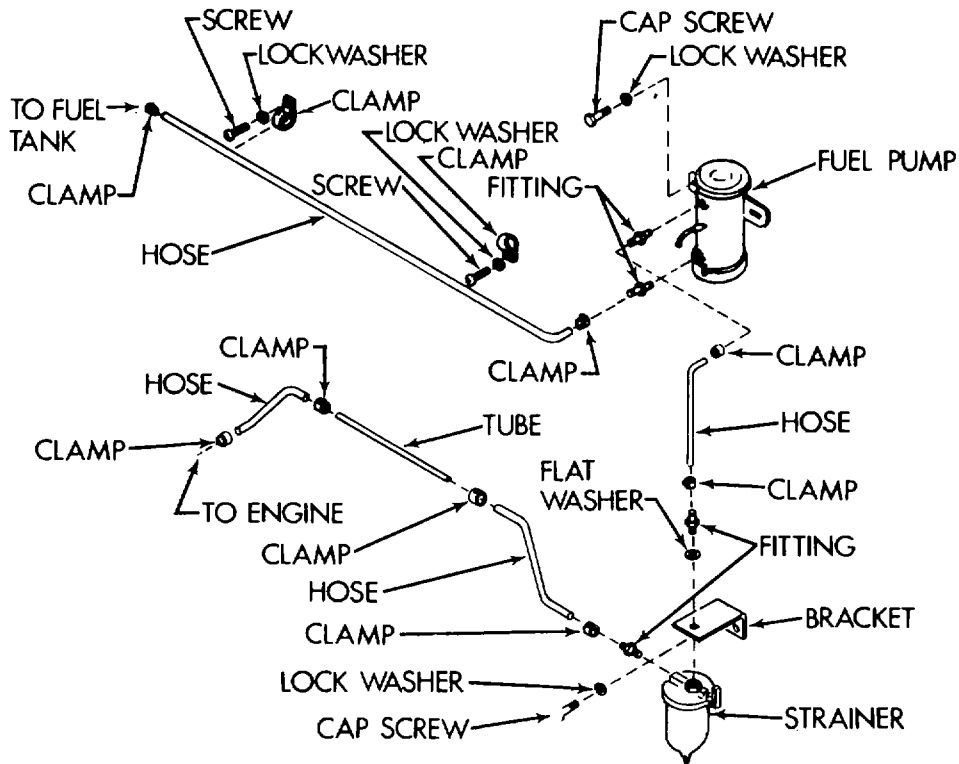 SCREW
LOCKWASHER
CLAMP
TO FUEL
TANK
CLAMP
HOSE
LOCK WASHER
CLAMP
SCREW
FITTING
CAP SCREW
LOCK WASHER
FUEL PUMP
CLAMP
CLAMP
HOSE
CLAMP
CLAMP
HOSE
CLAMP
TUBE
TO ENGINE
CLAMP
HOSE
CLAMP
FLAT
WASHER
FITTING
BRACKET
LOCK WASHER
CAP SCREW
STRAINER